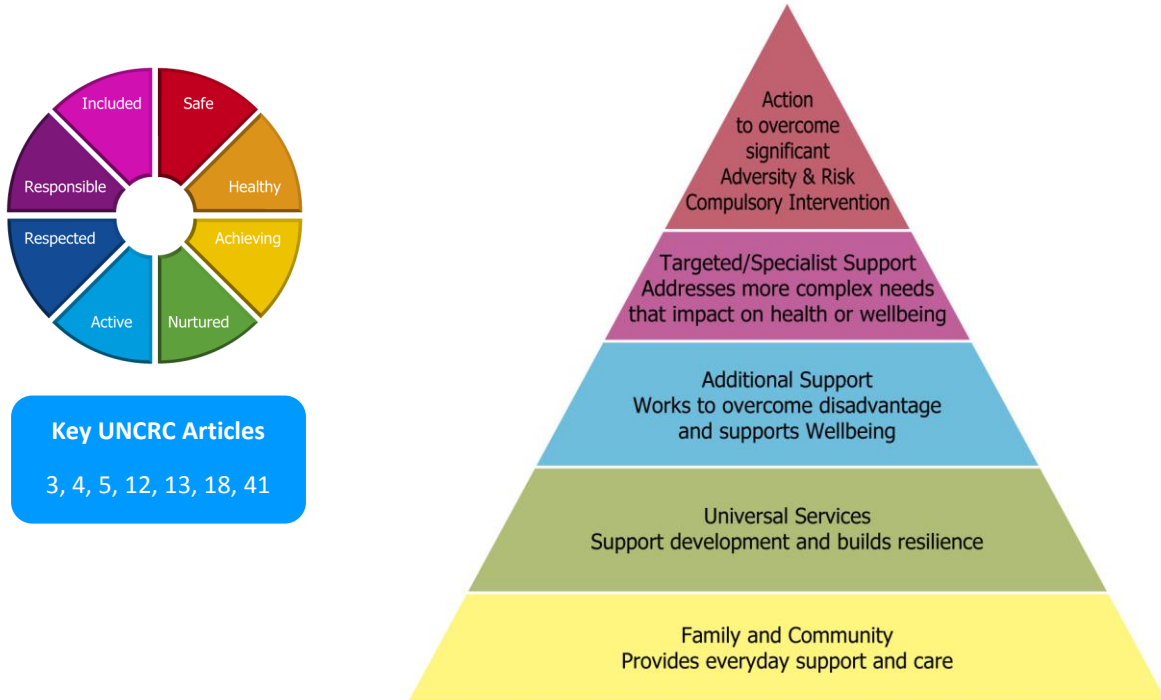 Included
Safe
Responsible
Healthy
Respected
Achieving
Active
Nurtured
Key UNCRC Articles
3, 4, 5, 12, 13, 18, 41
Action
to overcome
significant
Adversity & Risk
Compulsory Intervention
Targeted/Specialist Support
Addresses more complex needs
that impact on health or wellbeing
Additional Support
Works to overcome disadvantage
and supports Wellbeing
Universal Services
Support development and builds resilience
Family and Community
Provides everyday support and care